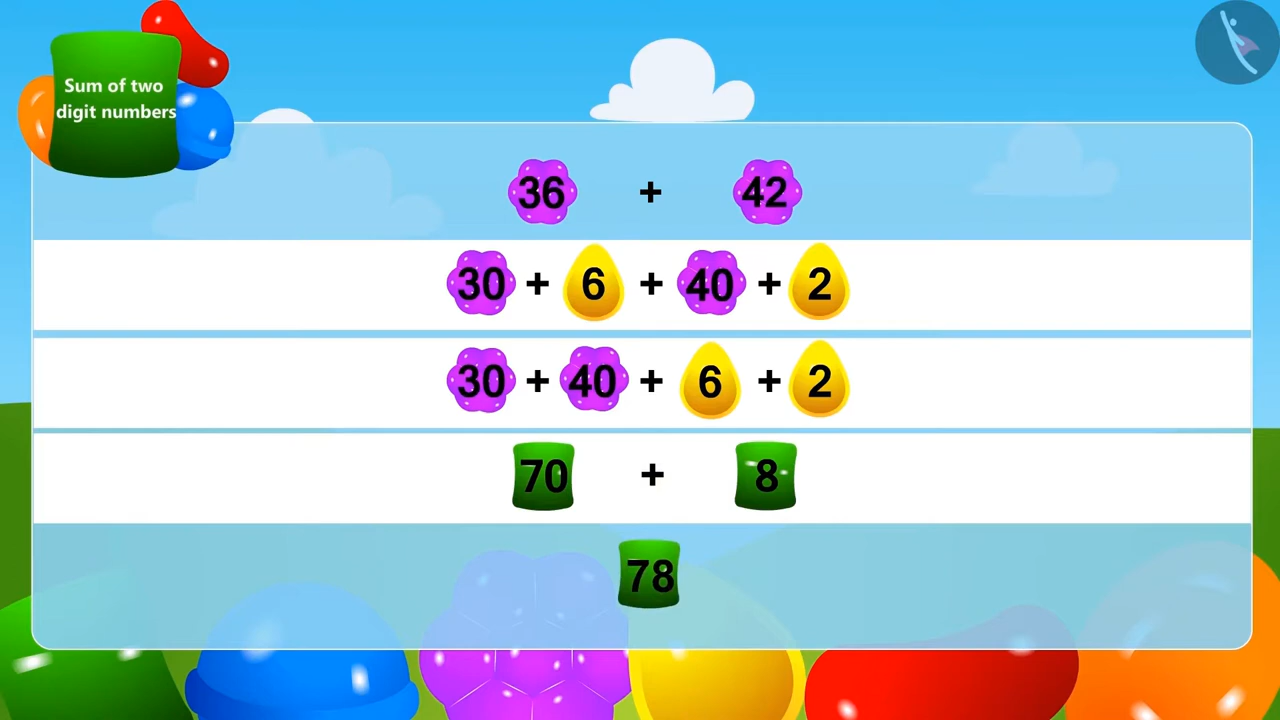 Sum of two
digit numbers
36 + 42
30 + 6 + 40 + 2
30 + 40 + 6 + 2
70 + 8
78